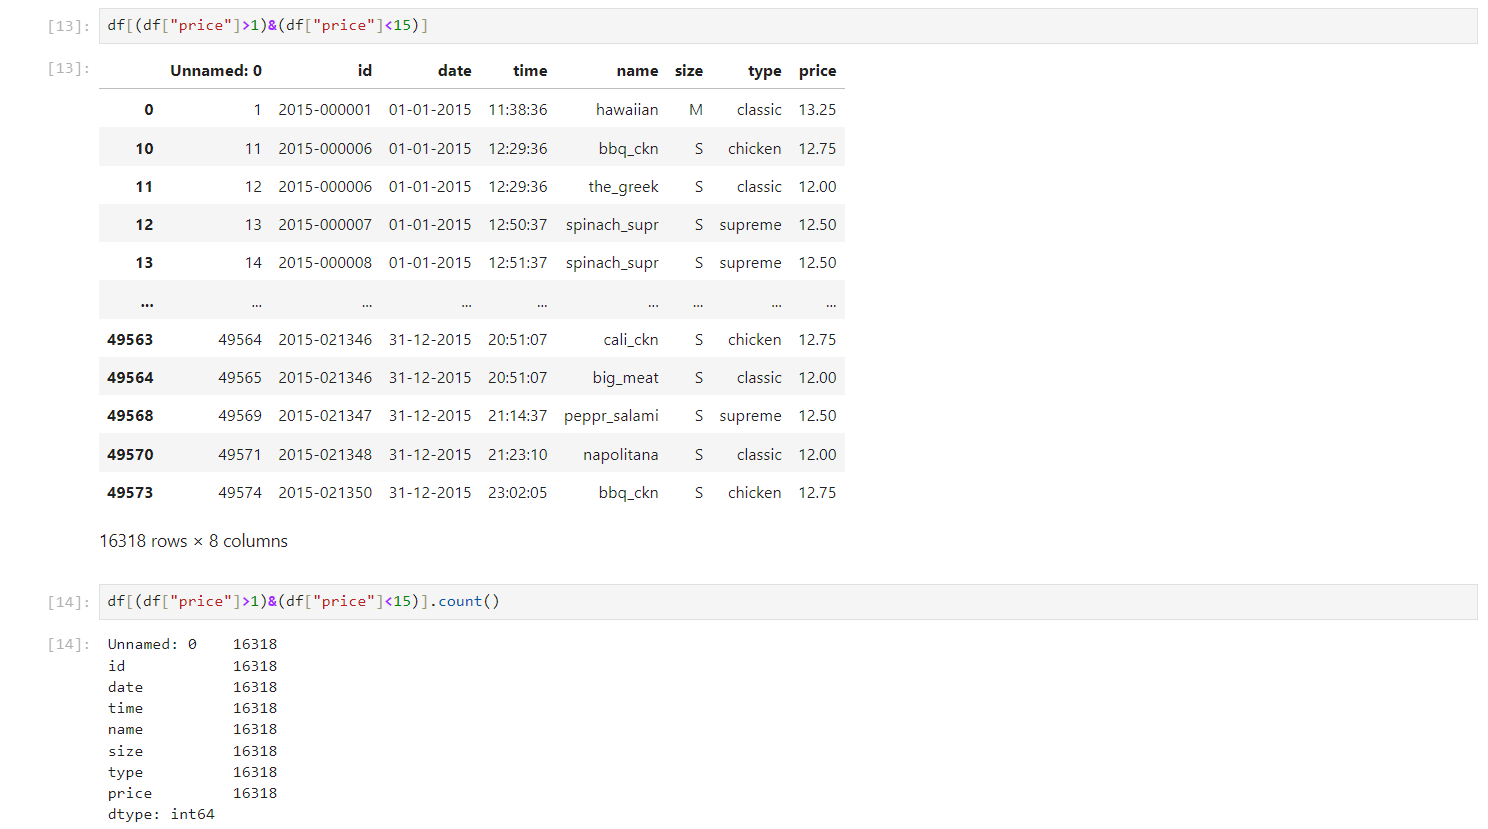 [13]: df[(df["price"]>1)&(df["price"]<15)]
[13]: Unnamed: 0 id date time name size type price
0 1 2015-000001 01-01-2015 11:38:36 hawaiian M classic 13.25
10 11 2015-000006 01-01-2015 12:29:36 bbq_ckn S chicken 12.75
11 12 2015-000006 01-01-2015 12:29:36 the_greek S classic 12.00
12 13 2015-000007 01-01-2015 12:50:37 spinach_supr S supreme 12.50
13 14 2015-000008 01-01-2015 12:51:37 spinach_supr S supreme 12.50
... ... ... ... ... ... ... ... ...
49563 49564 2015-021346 31-12-2015 20:51:07 cali_ckn S chicken 12.75
49564 49565 2015-021346 31-12-2015 20:51:07 big_meat S classic 12.00
49568 49569 2015-021347 31-12-2015 21:14:37 peppr_salami S supreme 12.50
49570 49571 2015-021348 31-12-2015 21:23:10 napolitana S classic 12.00
49573 49574 2015-021350 31-12-2015 23:02:05 bbq_ckn S chicken 12.75
16318 rows × 8 columns
[14]: df[(df["price"]>1)&(df["price"]<15)].count()
[14]: Unnamed: 0 16318
id 16318
date 16318
time 16318
name 16318
size 16318
type 16318
price 16318
dtype: int64